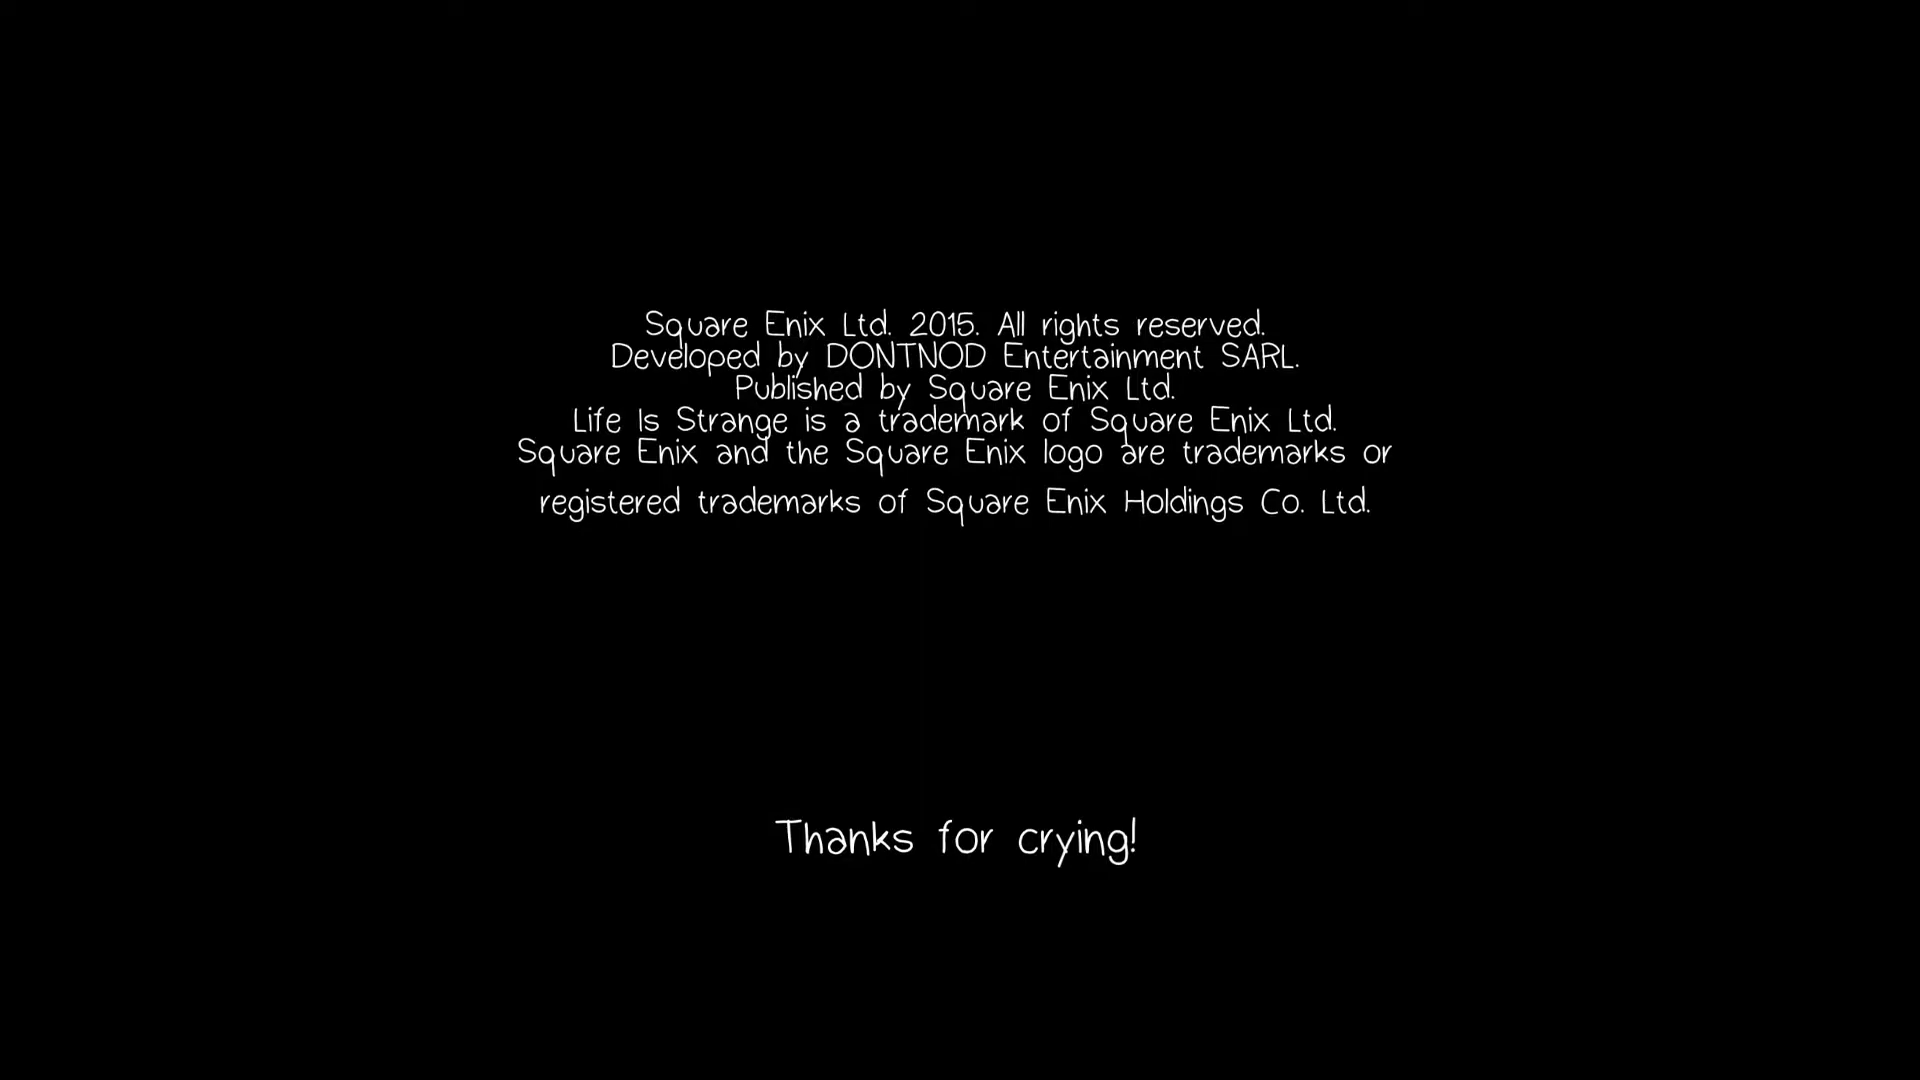 Square Enix Ltd. 2015. All rights reserved.
Developed by DONTNOD Entertainment SARL.
Published by Square Enix Ltd.
Life Is Strange is a trademark of Square Enix Ltd.
Square Enix and the Square Enix logo are trademarks or
registered trademarks of Square Enix Holdings Co. Ltd.
Thanks for crying!